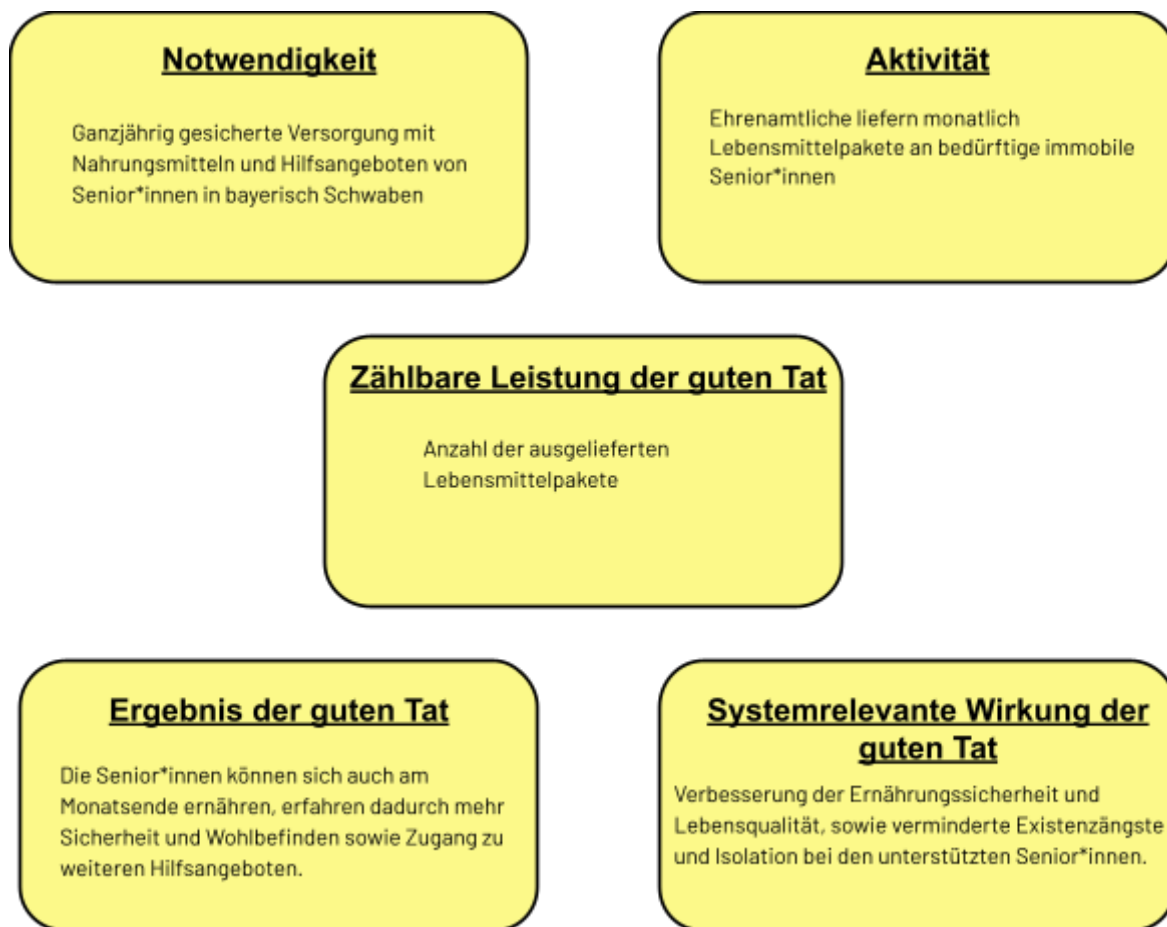 Notwendigkeit
Ganzjährig gesicherte Versorgung mit
Nahrungsmitteln und Hilfsangeboten von
Senior*innen in bayerisch Schwaben
Aktivität
Ehrenamtliche liefern monatlich
Lebensmittelpakete an bedürftige immobile
Senior*innen
Zählbare Leistung der guten Tat
Anzahl der ausgelieferten
Lebensmittelpakete
Ergebnis der guten Tat
Die Senior*innen können sich auch am
Monatsende ernähren, erfahren dadurch mehr
Sicherheit und Wohlbefinden sowie Zugang zu
weiteren Hilfsangeboten.
Systemrelevante Wirkung der
guten Tat
Verbesserung der Ernährungssicherheit und
Lebensqualität, sowie verminderte Existenzängste
und Isolation bei den unterstützten Senior*innen.